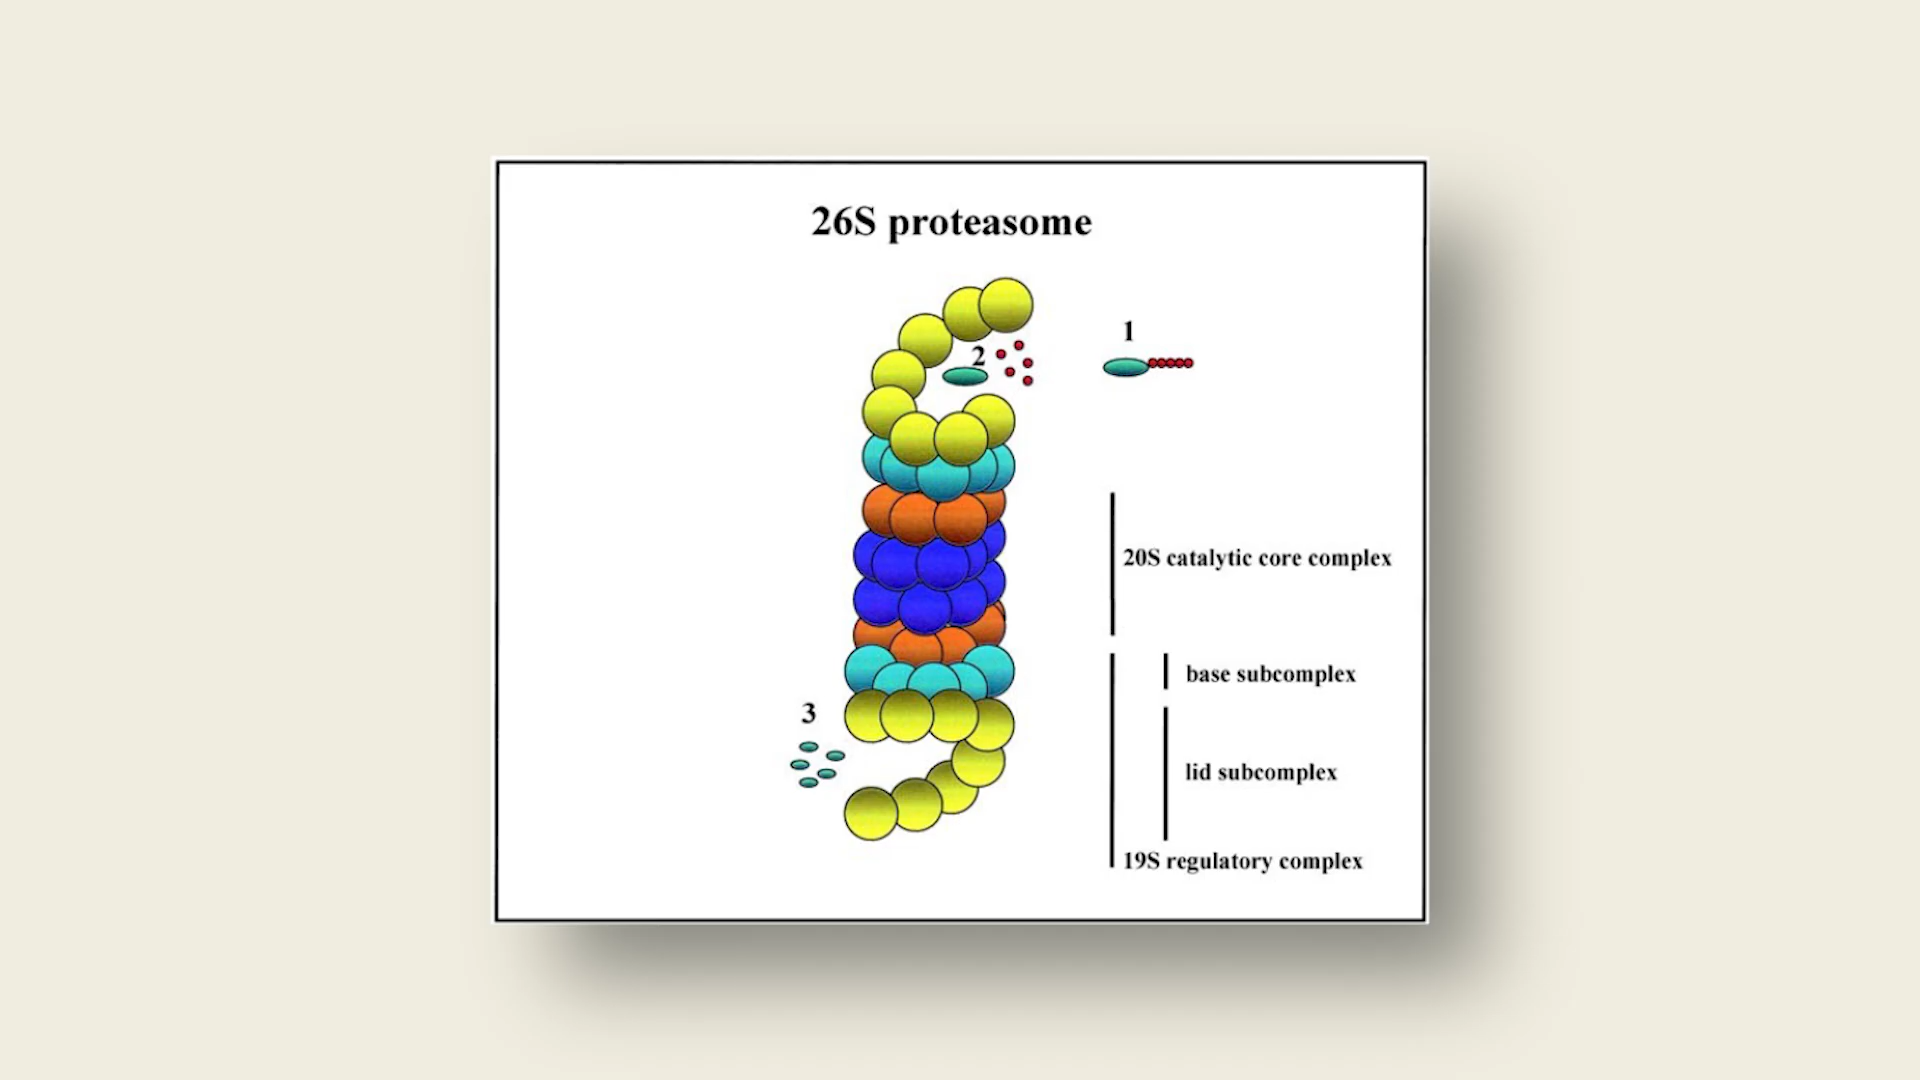 26S proteasome
1
2
20S catalytic core complex
base subcomplex
3
lid subcomplex
19S regulatory complex